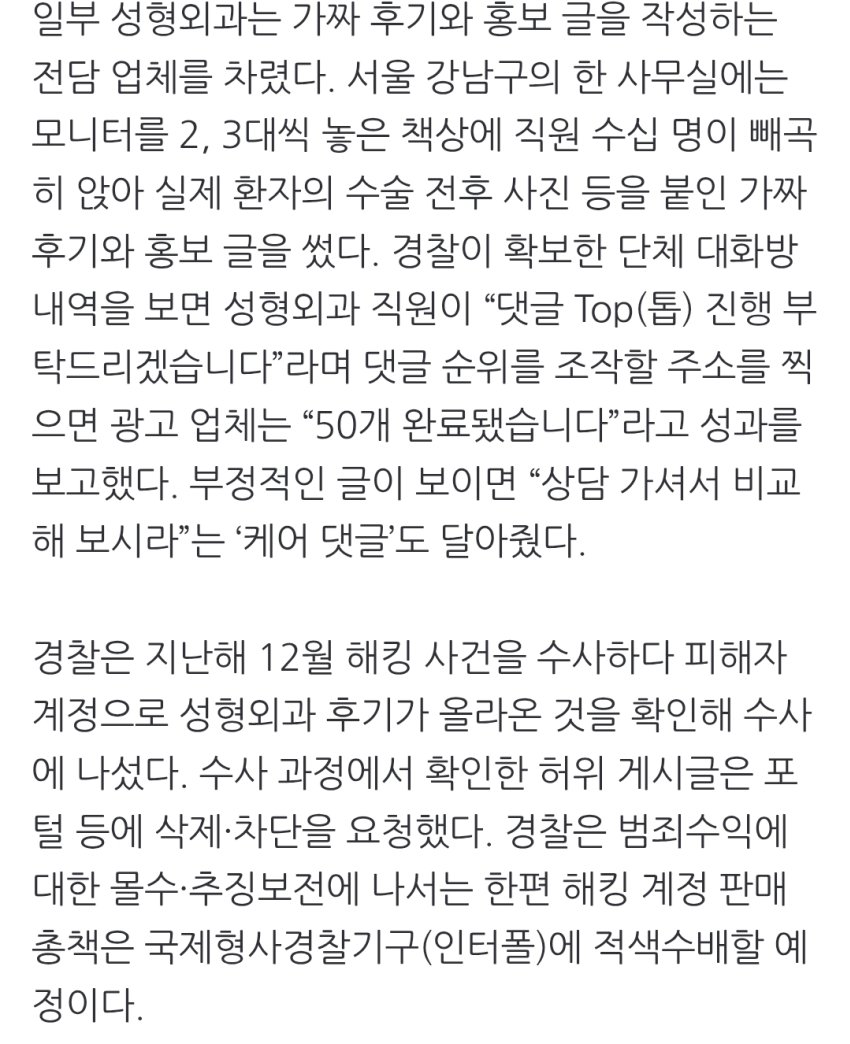 일부 성형외과는 가짜 후기와 홍보 글을 작성하는
전담 업체를 차렸다. 서울 강남구의 한 사무실에는
모니터를 2, 3대씩 놓은 책상에 직원 수십 명이 빼곡
히 앉아 실제 환자의 수술 전후 사진 등을 붙인 가짜
후기와 홍보 글을 썼다. 경찰이 확보한 단체 대화방
내역을 보면 성형외과 직원이 “댓글 Top(톱) 진행 부
탁드리겠습니다”라며 댓글 순위를 조작할 주소를 찍
으면 광고 업체는 “50개 완료됐습니다”라고 성과를
보고했다. 부정적인 글이 보이면 “상담 가셔서 비교
해 보시라”는 ‘케어 댓글’도 달아줬다.
경찰은 지난해 12월 해킹 사건을 수사하다 피해자
계정으로 성형외과 후기가 올라온 것을 확인해 수사
에 나섰다. 수사 과정에서 확인한 허위 게시글은 포
털 등에 삭제·차단을 요청했다. 경찰은 범죄수익에
대한 몰수·추징보전에 나서는 한편 해킹 계정 판매
총책은 국제형사경찰기구(인터폴)에 적색수배할 예
정이다.